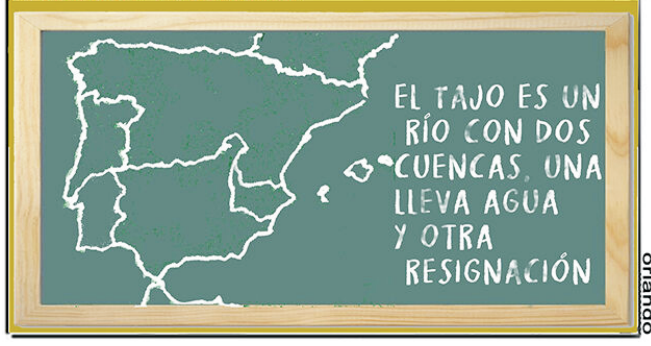 EL TAJO ES UN
RÍO CON DOS
CUENCAS, UNA
LLEVA AGUA
Y OTRA
RESIGNACIÓN
orlando